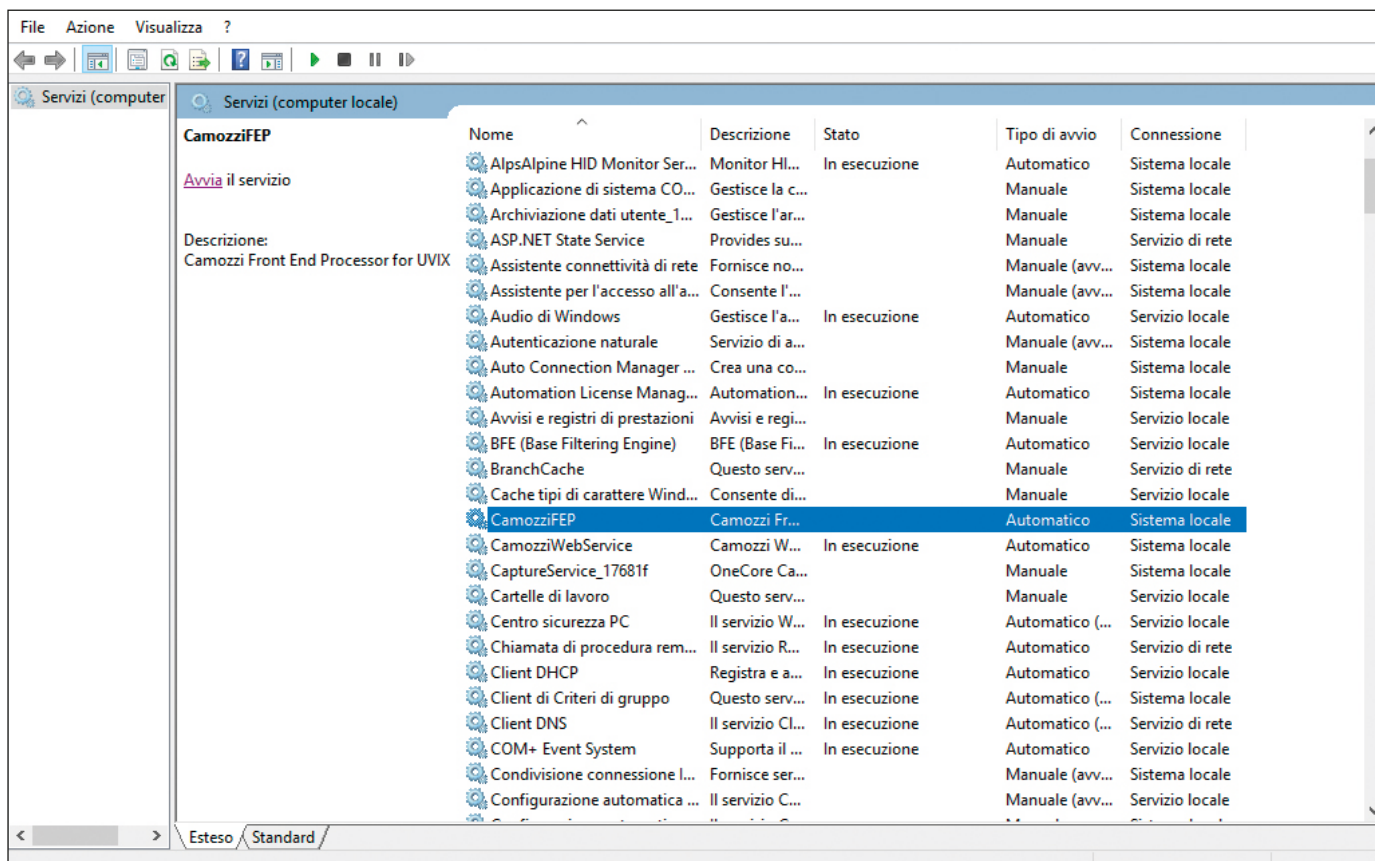 File Azione Visualizza ?
Servizi (computer
Servizi (computer locale)
CamozziFEP
Avvia il servizio
Descrizione:
Camozzi Front End Processor for UVIX
Nome Descrizione Stato Tipo di avvio Connessione
AlpsAlpine HID Monitor Ser... Monitor HI... In esecuzione Automatico Sistema locale
Applicazione di sistema CO... Gestisce la c... Manuale Sistema locale
Archiviazione dati utente_1... Gestisce l'ar... Manuale Sistema locale
ASP.NET State Service Provides su... Manuale Servizio di rete
Assistente connettività di rete Fornisce no... Manuale (avv... Sistema locale
Assistente per l'accesso all'a... Consente l'... Manuale (avv... Sistema locale
Audio di Windows Gestisce l'a... In esecuzione Automatico Servizio locale
Autenticazione naturale Servizio di a... Manuale (avv... Sistema locale
Auto Connection Manager ... Crea una co... Manuale Sistema locale
Automation License Manag... Automation... In esecuzione Automatico Sistema locale
Avvisi e registri di prestazioni Avvisi e regi... Manuale Servizio locale
BFE (Base Filtering Engine) BFE (Base Fi... In esecuzione Automatico Servizio locale
BranchCache Questo serv... Manuale Servizio di rete
Cache tipi di carattere Wind... Consente di... Manuale Servizio locale
CamozziFEP Camozzi Fr... Automatico Sistema locale
CamozziWebService Camozzi W... In esecuzione Automatico Sistema locale
CaptureService_17681f OneCore Ca... Manuale Sistema locale
Cartelle di lavoro Questo serv... Manuale Servizio locale
Centro sicurezza PC Il servizio W... In esecuzione Automatico (... Servizio locale
Chiamata di procedura rem... Il servizio R... In esecuzione Automatico Servizio di rete
Client DHCP Registra e a... In esecuzione Automatico Servizio locale
Client di Criteri di gruppo Questo serv... In esecuzione Automatico (... Sistema locale
Client DNS Il servizio Cl... In esecuzione Automatico (... Servizio di rete
COM+ Event System Supporta il ... In esecuzione Automatico Servizio locale
Condivisione connessione I... Fornisce ser... Manuale (avv... Sistema locale
Configurazione automatica ... Il servizio C... Manuale (avv... Servizio locale
Esteso Standard